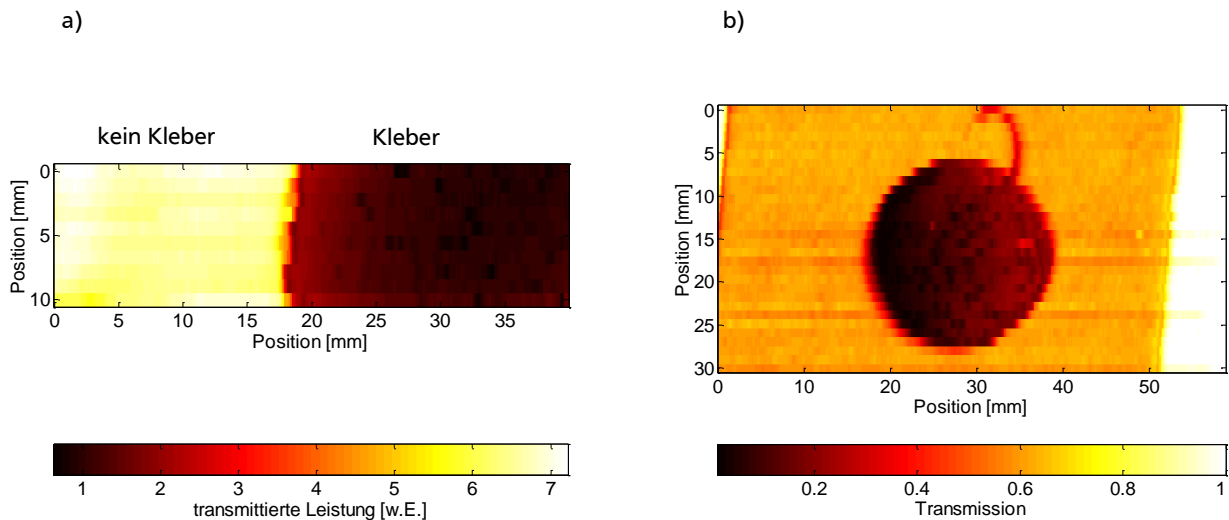 a)
kein Kleber Kleber
0
5
10
Position [mm]
0 5 10 15 20 25 30 35
Position [mm]
1 2 3 4 5 6 7
transmittierte Leistung [w.E.]
b)
0
5
10
15
20
25
30
Position [mm]
0 10 20 30 40 50
Position [mm]
0.2 0.4 0.6 0.8 1
Transmission